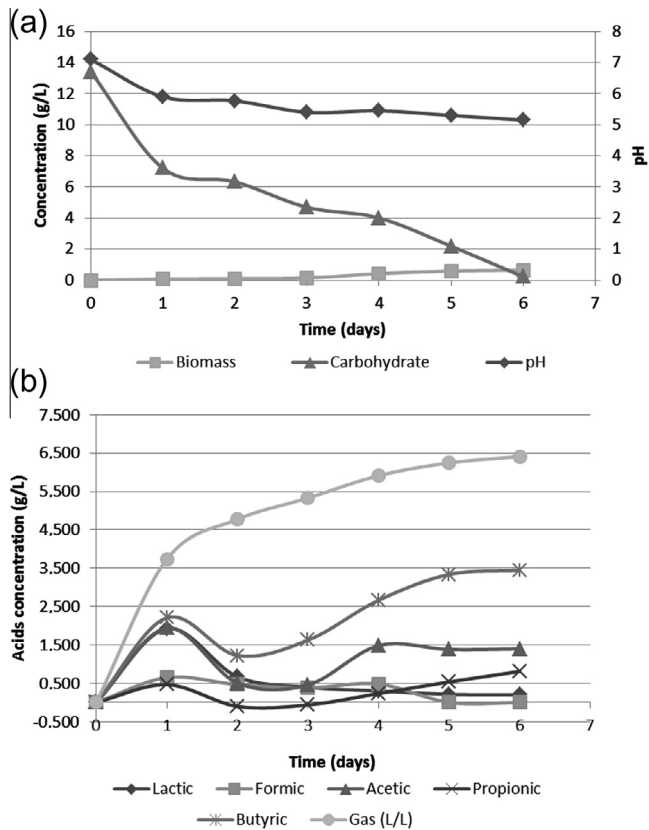 (a)
16
14
12
10
8
6
4
2
0
8
7
6
5
4
3
2
1
0
Concentration (g/L)
pH
0 1 2 3 4 5 6 7
Time (days)
Biomass Carbohydrate pH
(b)
7.500
6.500
5.500
4.500
3.500
2.500
1.500
0.500
-0.500
Acids concentration (g/L)
0 1 2 3 4 5 6 7
Time (days)
Lactic Formic Acetic Propionic
Butyric Gas (L/L)